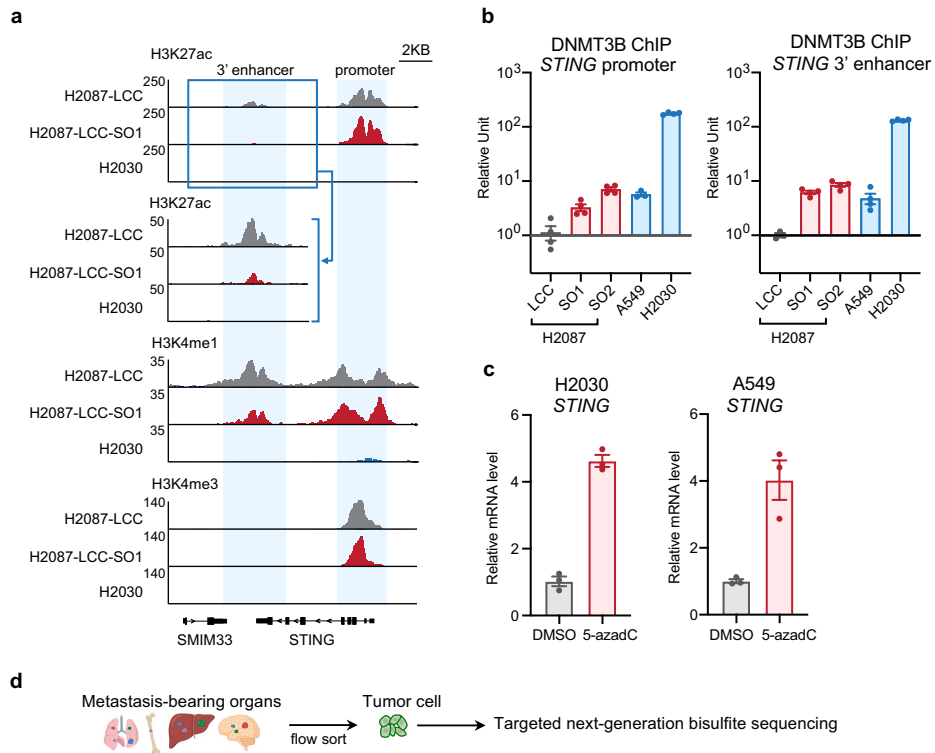 a
H3K27ac
2KB
3’ enhancer
promoter
250
H2087-LCC
250
H2087-LCC-SO1
250
H2030
H3K27ac
50
H2087-LCC
50
H2087-LCC-SO1
50
H2030
H3K4me1
35
H2087-LCC
35
H2087-LCC-SO1
35
H2030
H3K4me3
140
H2087-LCC
140
H2087-LCC-SO1
140
H2030
SMIM33
STING
b
DNMT3B ChIP
STING promoter
Relative Unit
10³
10²
10¹
10⁰
LCC
SO1
SO2
A549
H2030
H2087
DNMT3B ChIP
STING 3’ enhancer
Relative Unit
10³
10²
10¹
10⁰
LCC
SO1
SO2
A549
H2030
H2087
c
H2030
STING
Relative mRNA level
6
4
2
0
DMSO 5-azadC
A549
STING
Relative mRNA level
6
4
2
0
DMSO 5-azadC
d
Metastasis-bearing organs
flow sort
Tumor cell
Targeted next-generation bisulfite sequencing